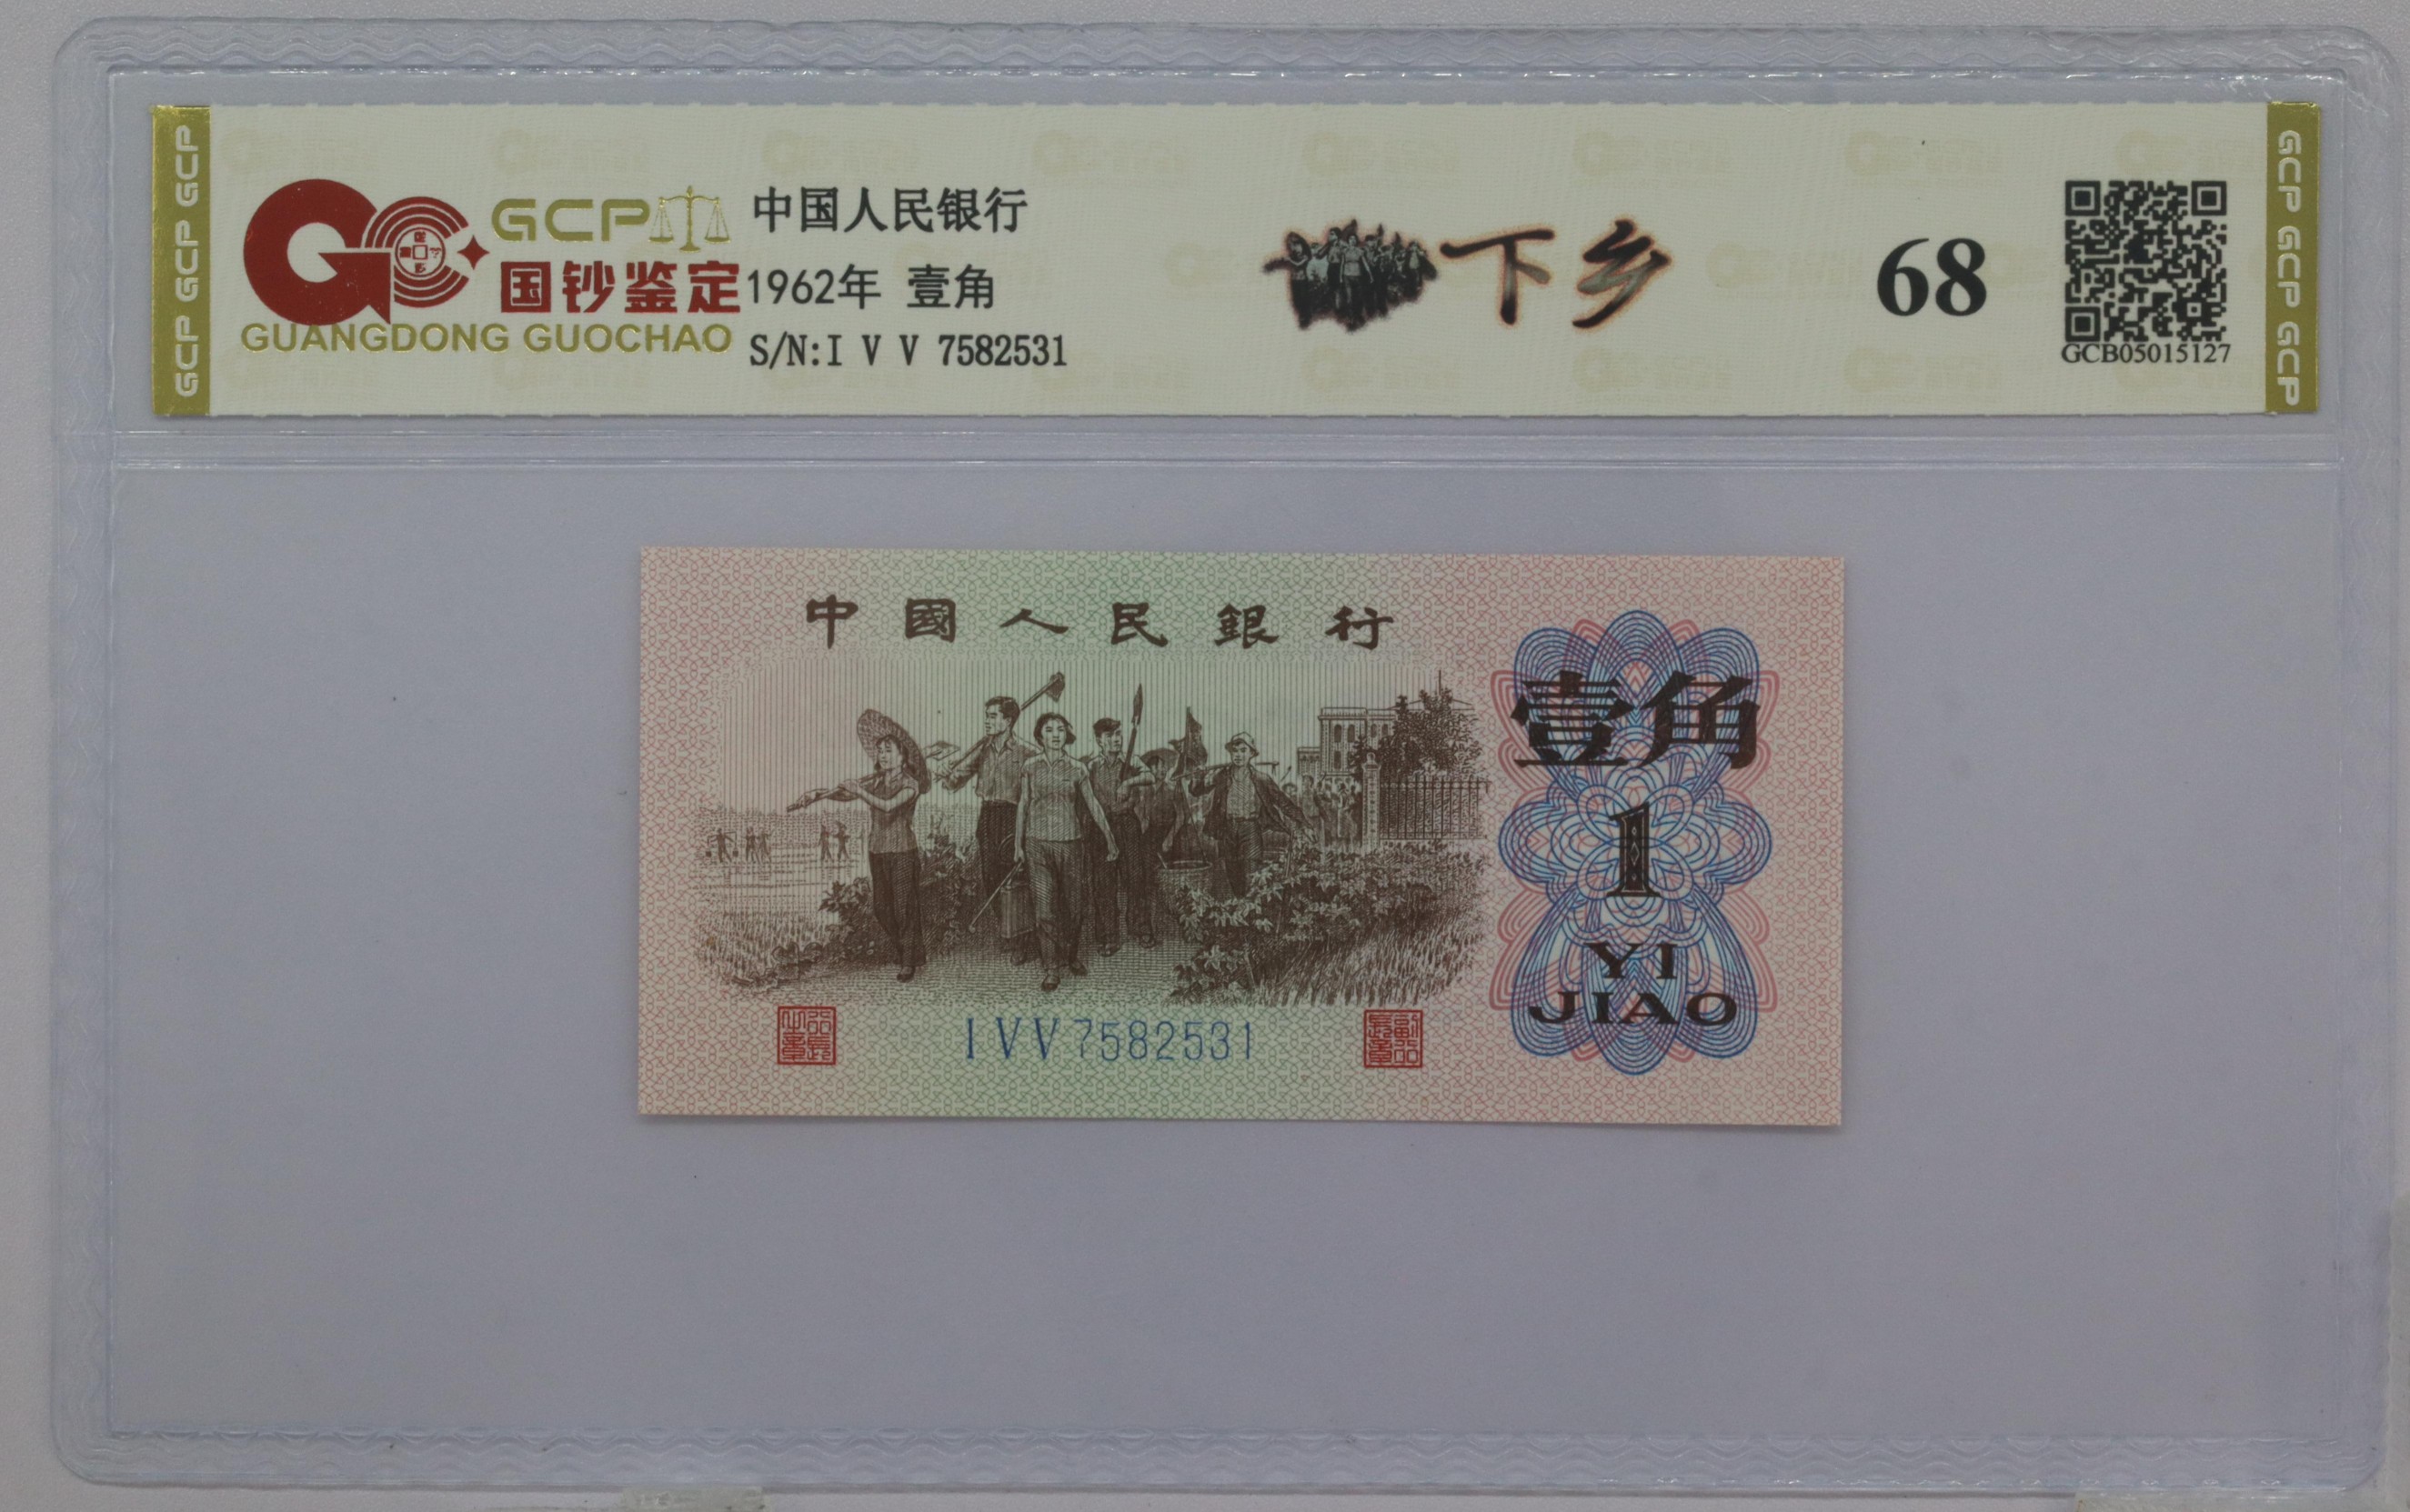 GCP GCP GCP
GCP
国钞鉴定
GUANGDONG GUOCHAO
中国人民银行
1962年 壹角
S/N:I V V 7582531
下乡
68
GCB05015127
GCP GCP GCP
中國人民銀行
壹角
1
YI
JIAO
I V V 7582531